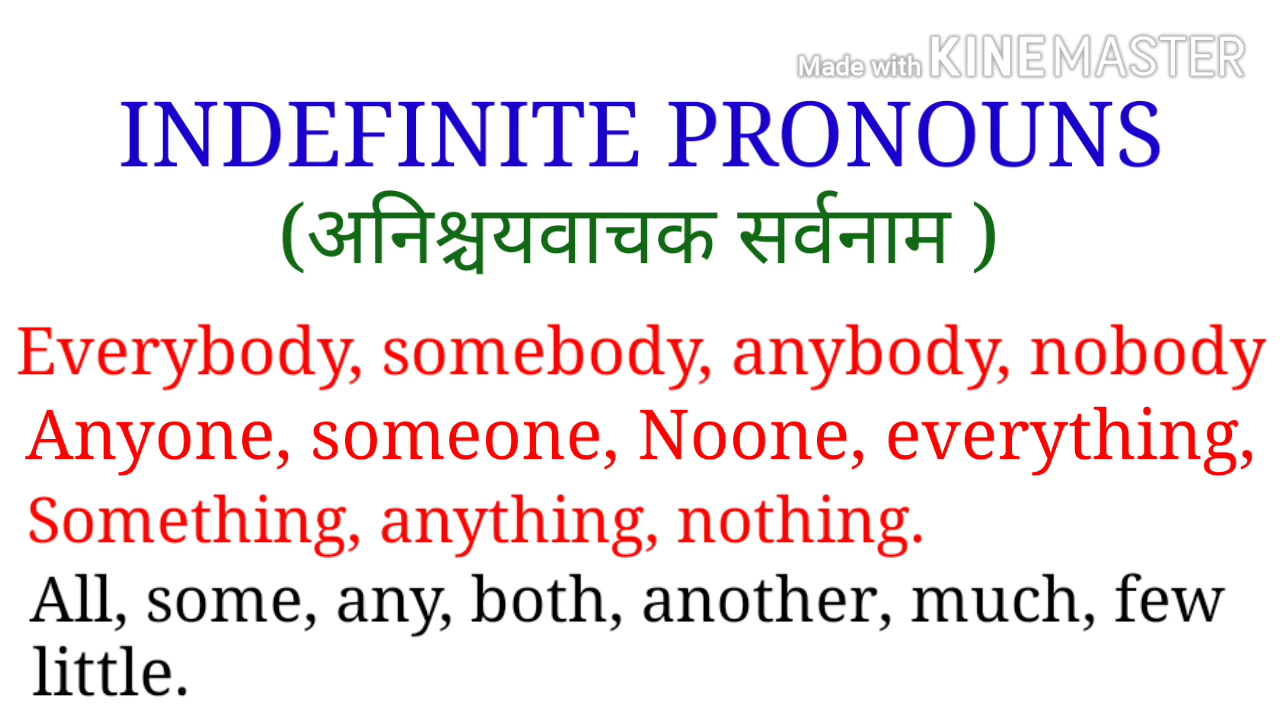 Made with KINEMASTER
INDEFINITE PRONOUNS
(अनिश्चयवाचक सर्वनाम )
Everybody, somebody, anybody, nobody
Anyone, someone, Noone, everything,
Something, anything, nothing.
All, some, any, both, another, much, few
little.